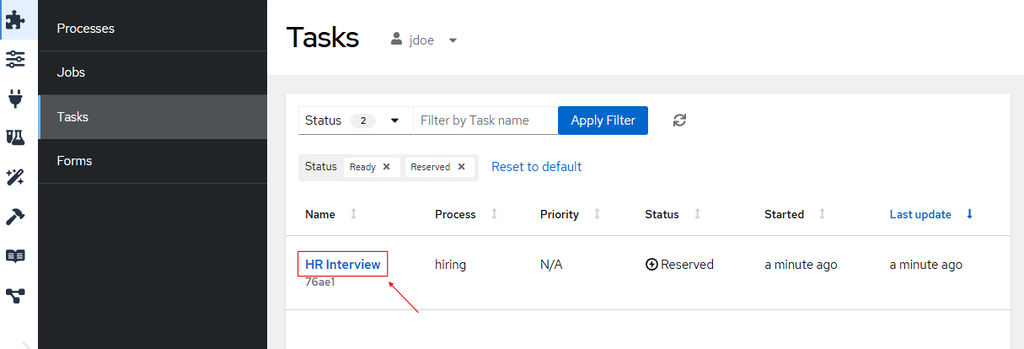 Processes
Jobs
Tasks
Forms
Tasks jdoe
Status 2 Filter by Task name Apply Filter
Status Ready Reserved Reset to default
Name Process Priority Status Started Last update
HR Interview hiring N/A Reserved a minute ago a minute ago
76ae1